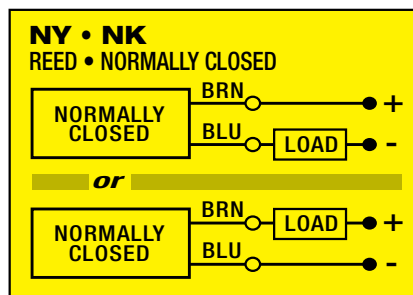 NY • NK
REED • NORMALLY CLOSED
NORMALLY
CLOSED
BRN
+
BLU
LOAD
-
or
NORMALLY
CLOSED
BRN
LOAD
+
BLU
-